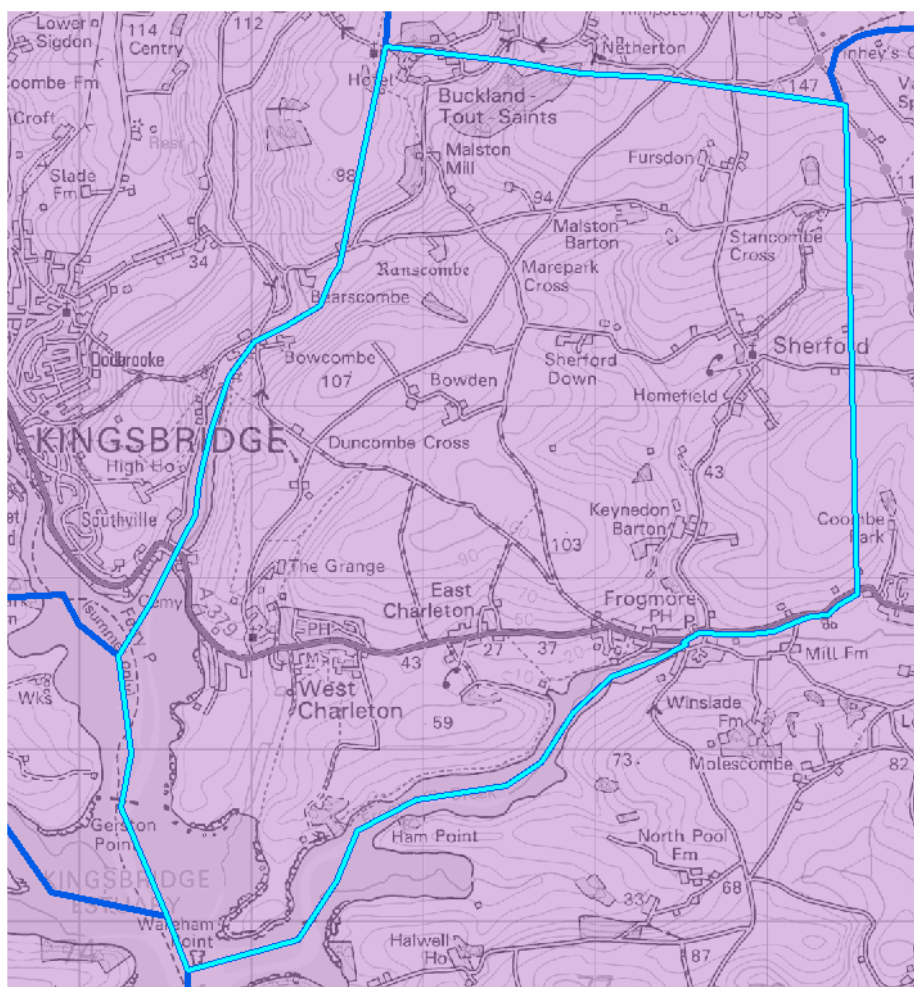 Lower
Sigdon
114
Centry
112
Cross
Netherton
Hotel
147
Coombe Fm
Buckland-
Tout-Saints
Croft
Malston
Mill
Fursdon
Slade
Fm
98
94
Malston
Barton
Stancombe
Cross
34
Ranscombe
Marepark
Cross
Bearscombe
Dodbrooke
Bowcombe
107
Bowden
Sherford
Down
Sherford
Homefield
KINGSBRIDGE
High Ho
Duncombe Cross
43
Southville
Keynedon
Barton
Coombe
Park
103
The Grange
East
Charleton
Frogmore
PH
P
A 379
PH
43
27
37
Mill Fm
Wks
West
Charleton
59
Winslade
Fm
73
Molescombe
82
Gerston
Point
Ham Point
North Pool
Fm
KINGSBRIDGE
ESTUARY
33
68
Wareham
Point
Halwell
Ho
87
74
77